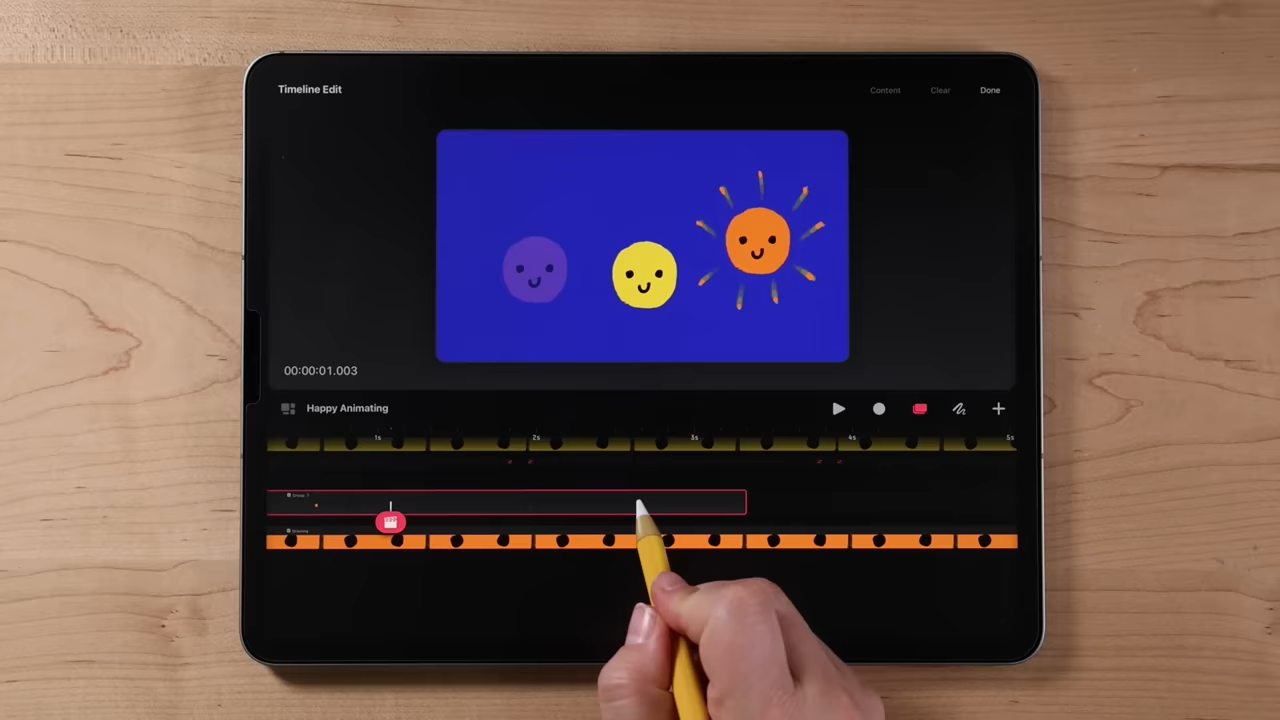 Timeline Edit
Content Clear Done
00:00:01.003
Happy Animating
1s 2s 3s 4s 5s